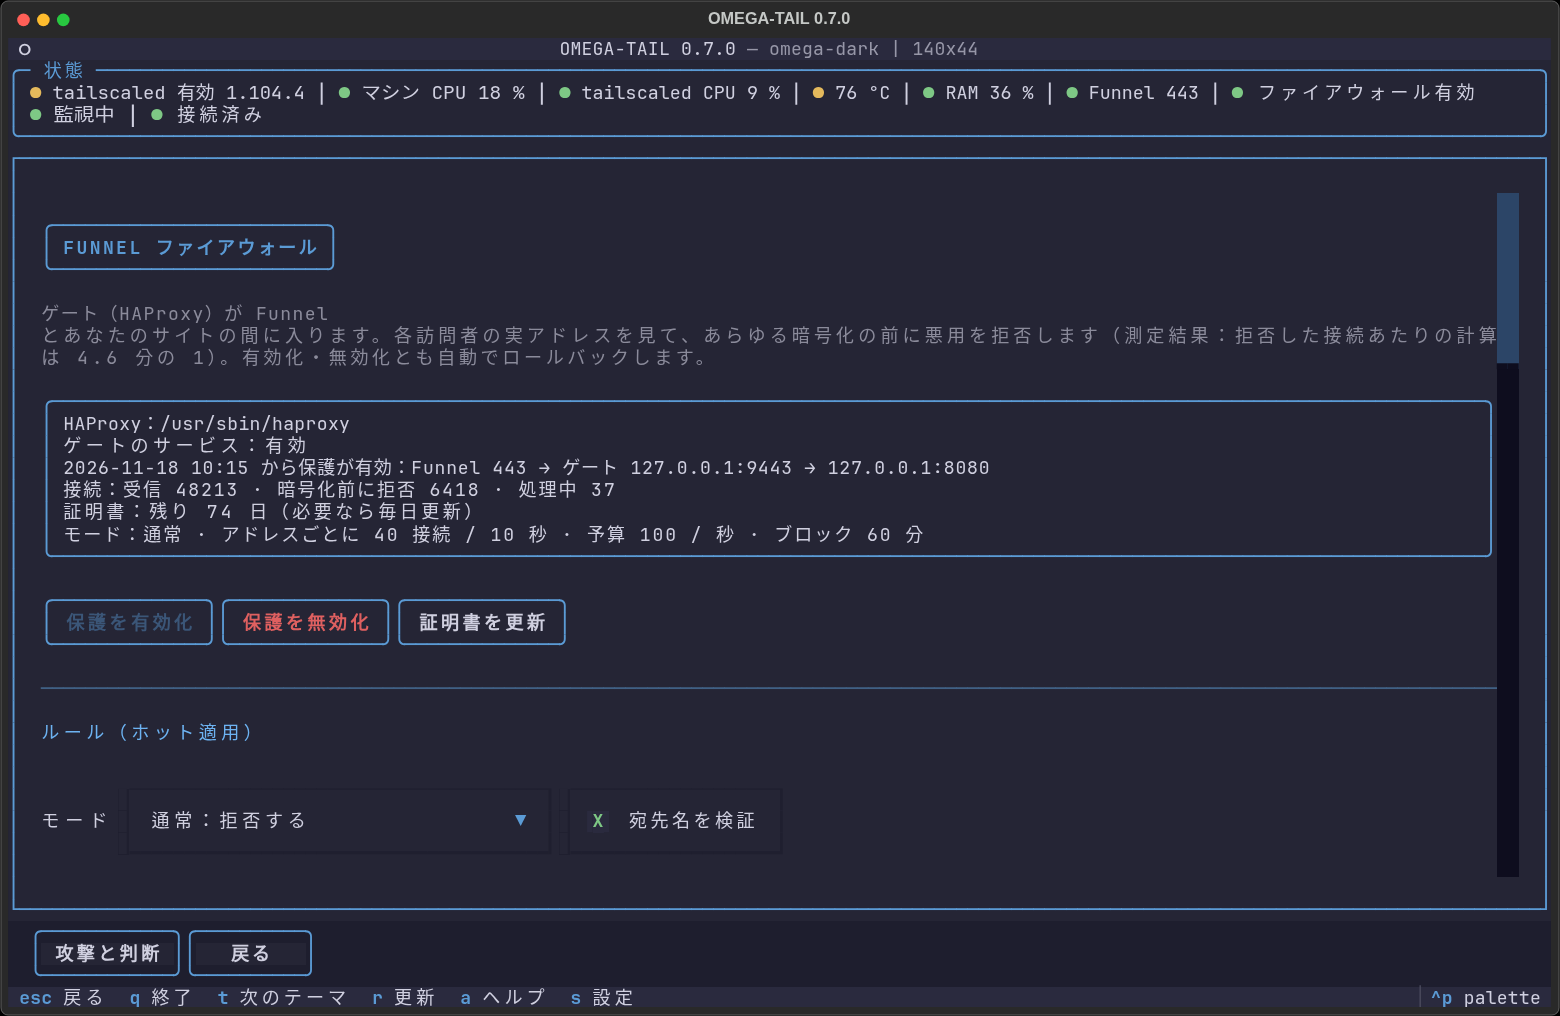 OMEGA-TAIL 0.7.0
OMEGA-TAIL 0.7.0 — omega-dark | 140x44
状態
tailscaled 有効 1.104.4 | マシン CPU 18 % | tailscaled CPU 9 % | 76 °C | RAM 36 % | Funnel 443 | ファイアウォール有効
監視中 | 接続済み
FUNNEL ファイアウォール
ゲート（HAProxy）が Funnel
とあなたのサイトの間に入ります。各訪問者の実アドレスを見て、あらゆる暗号化の前に悪用を拒否します（測定結果：拒否した接続あたりの計算
は 4.6 分の 1）。有効化・無効化とも自動でロールバックします。
HAProxy：/usr/sbin/haproxy
ゲートのサービス：有効
2026-11-18 10:15 から保護が有効：Funnel 443 → ゲート 127.0.0.1:9443 → 127.0.0.1:8080
接続：受信 48213 · 暗号化前に拒否 6418 · 処理中 37
証明書：残り 74 日（必要なら毎日更新）
モード：通常 · アドレスごとに 40 接続 / 10 秒 · 予算 100 / 秒 · ブロック 60 分
保護を有効化 保護を無効化 証明書を更新
ルール（ホット適用）
モード 通常：拒否する ▼ X 宛先名を検証
攻撃と判断 戻る
esc 戻る q 終了 t 次のテーマ r 更新 a ヘルプ s 設定 ^p palette